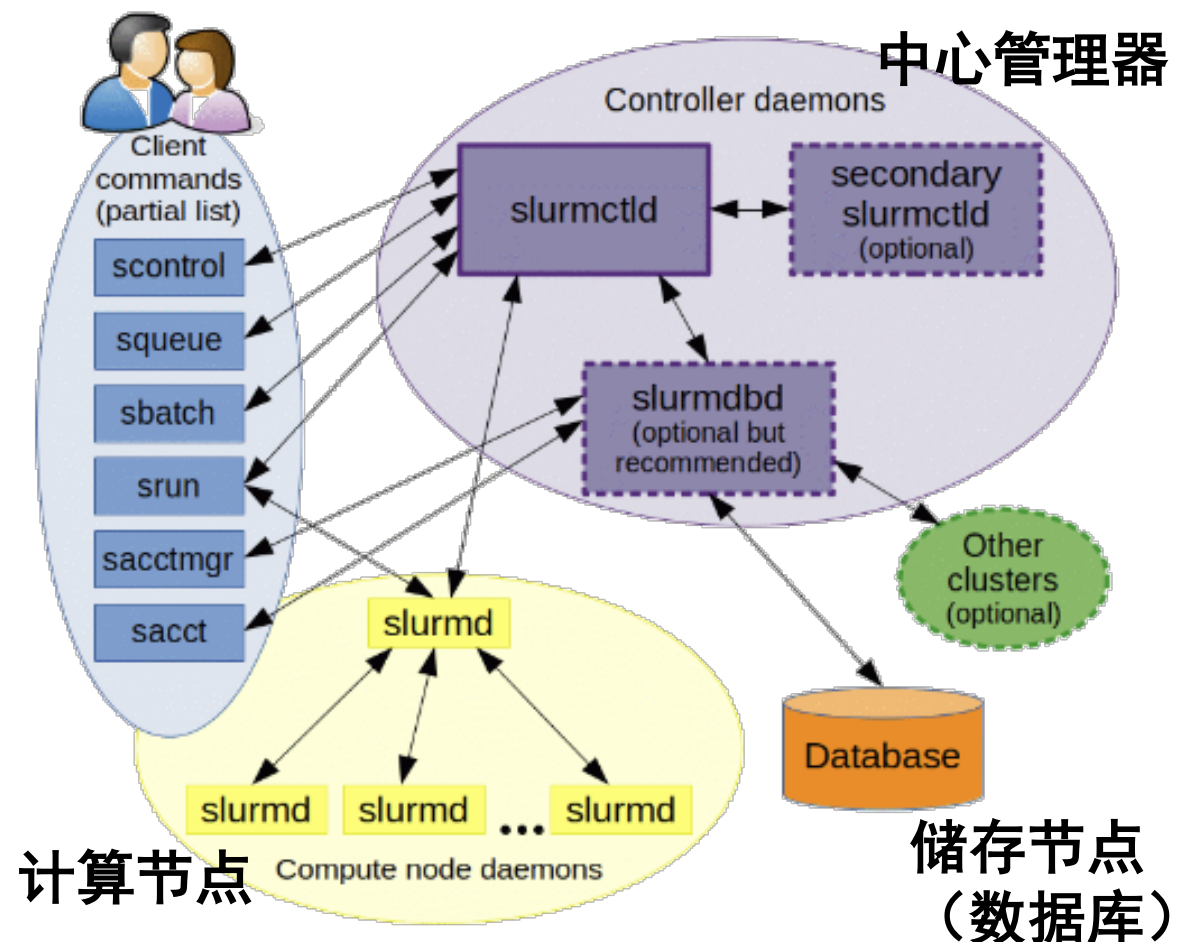 中心管理器
Controller daemons
Client
commands
(partial list)
scontrol
squeue
sbatch
srun
sacctmgr
sacct
slurmctld
secondary
slurmctld
(optional)
slurmdbd
(optional but
recommended)
Other
clusters
(optional)
Database
slurmd
slurmd
slurmd
...
slurmd
Compute node daemons
计算节点
储存节点
（数据库）